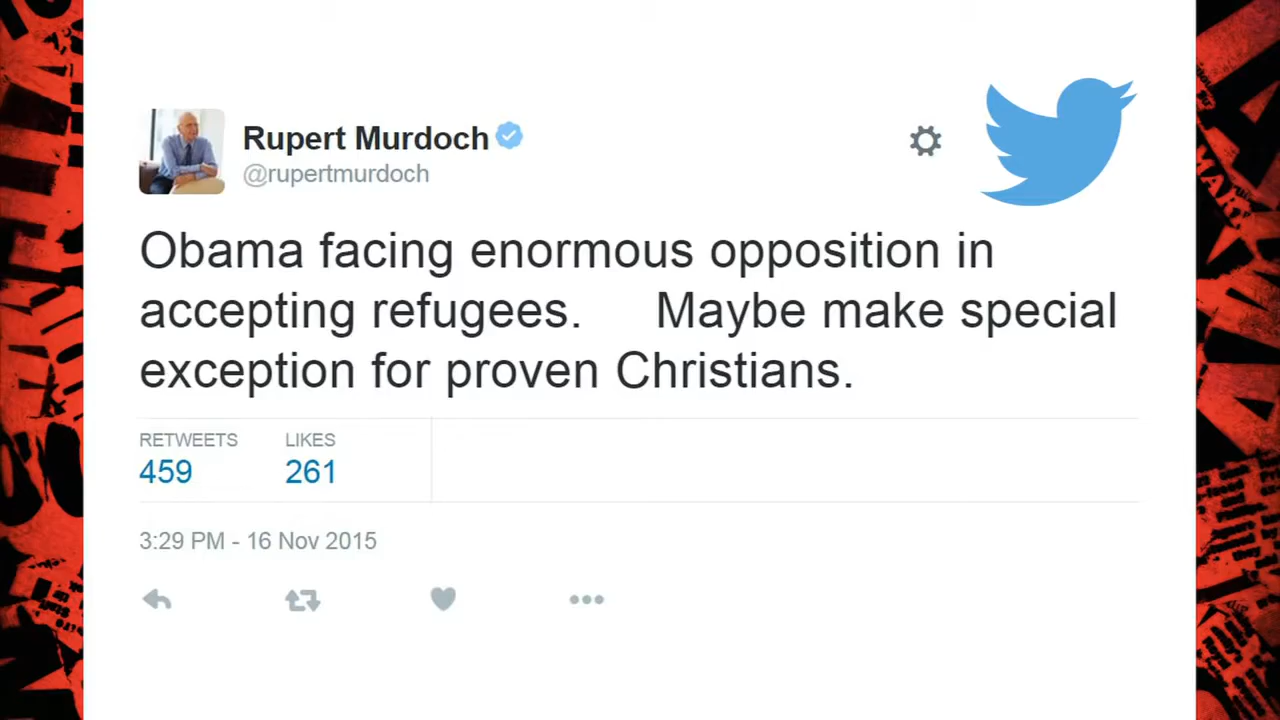 Rupert Murdoch
@rupertmurdoch
Obama facing enormous opposition in
accepting refugees. Maybe make special
exception for proven Christians.
RETWEETS LIKES
459 261
3:29 PM - 16 Nov 2015